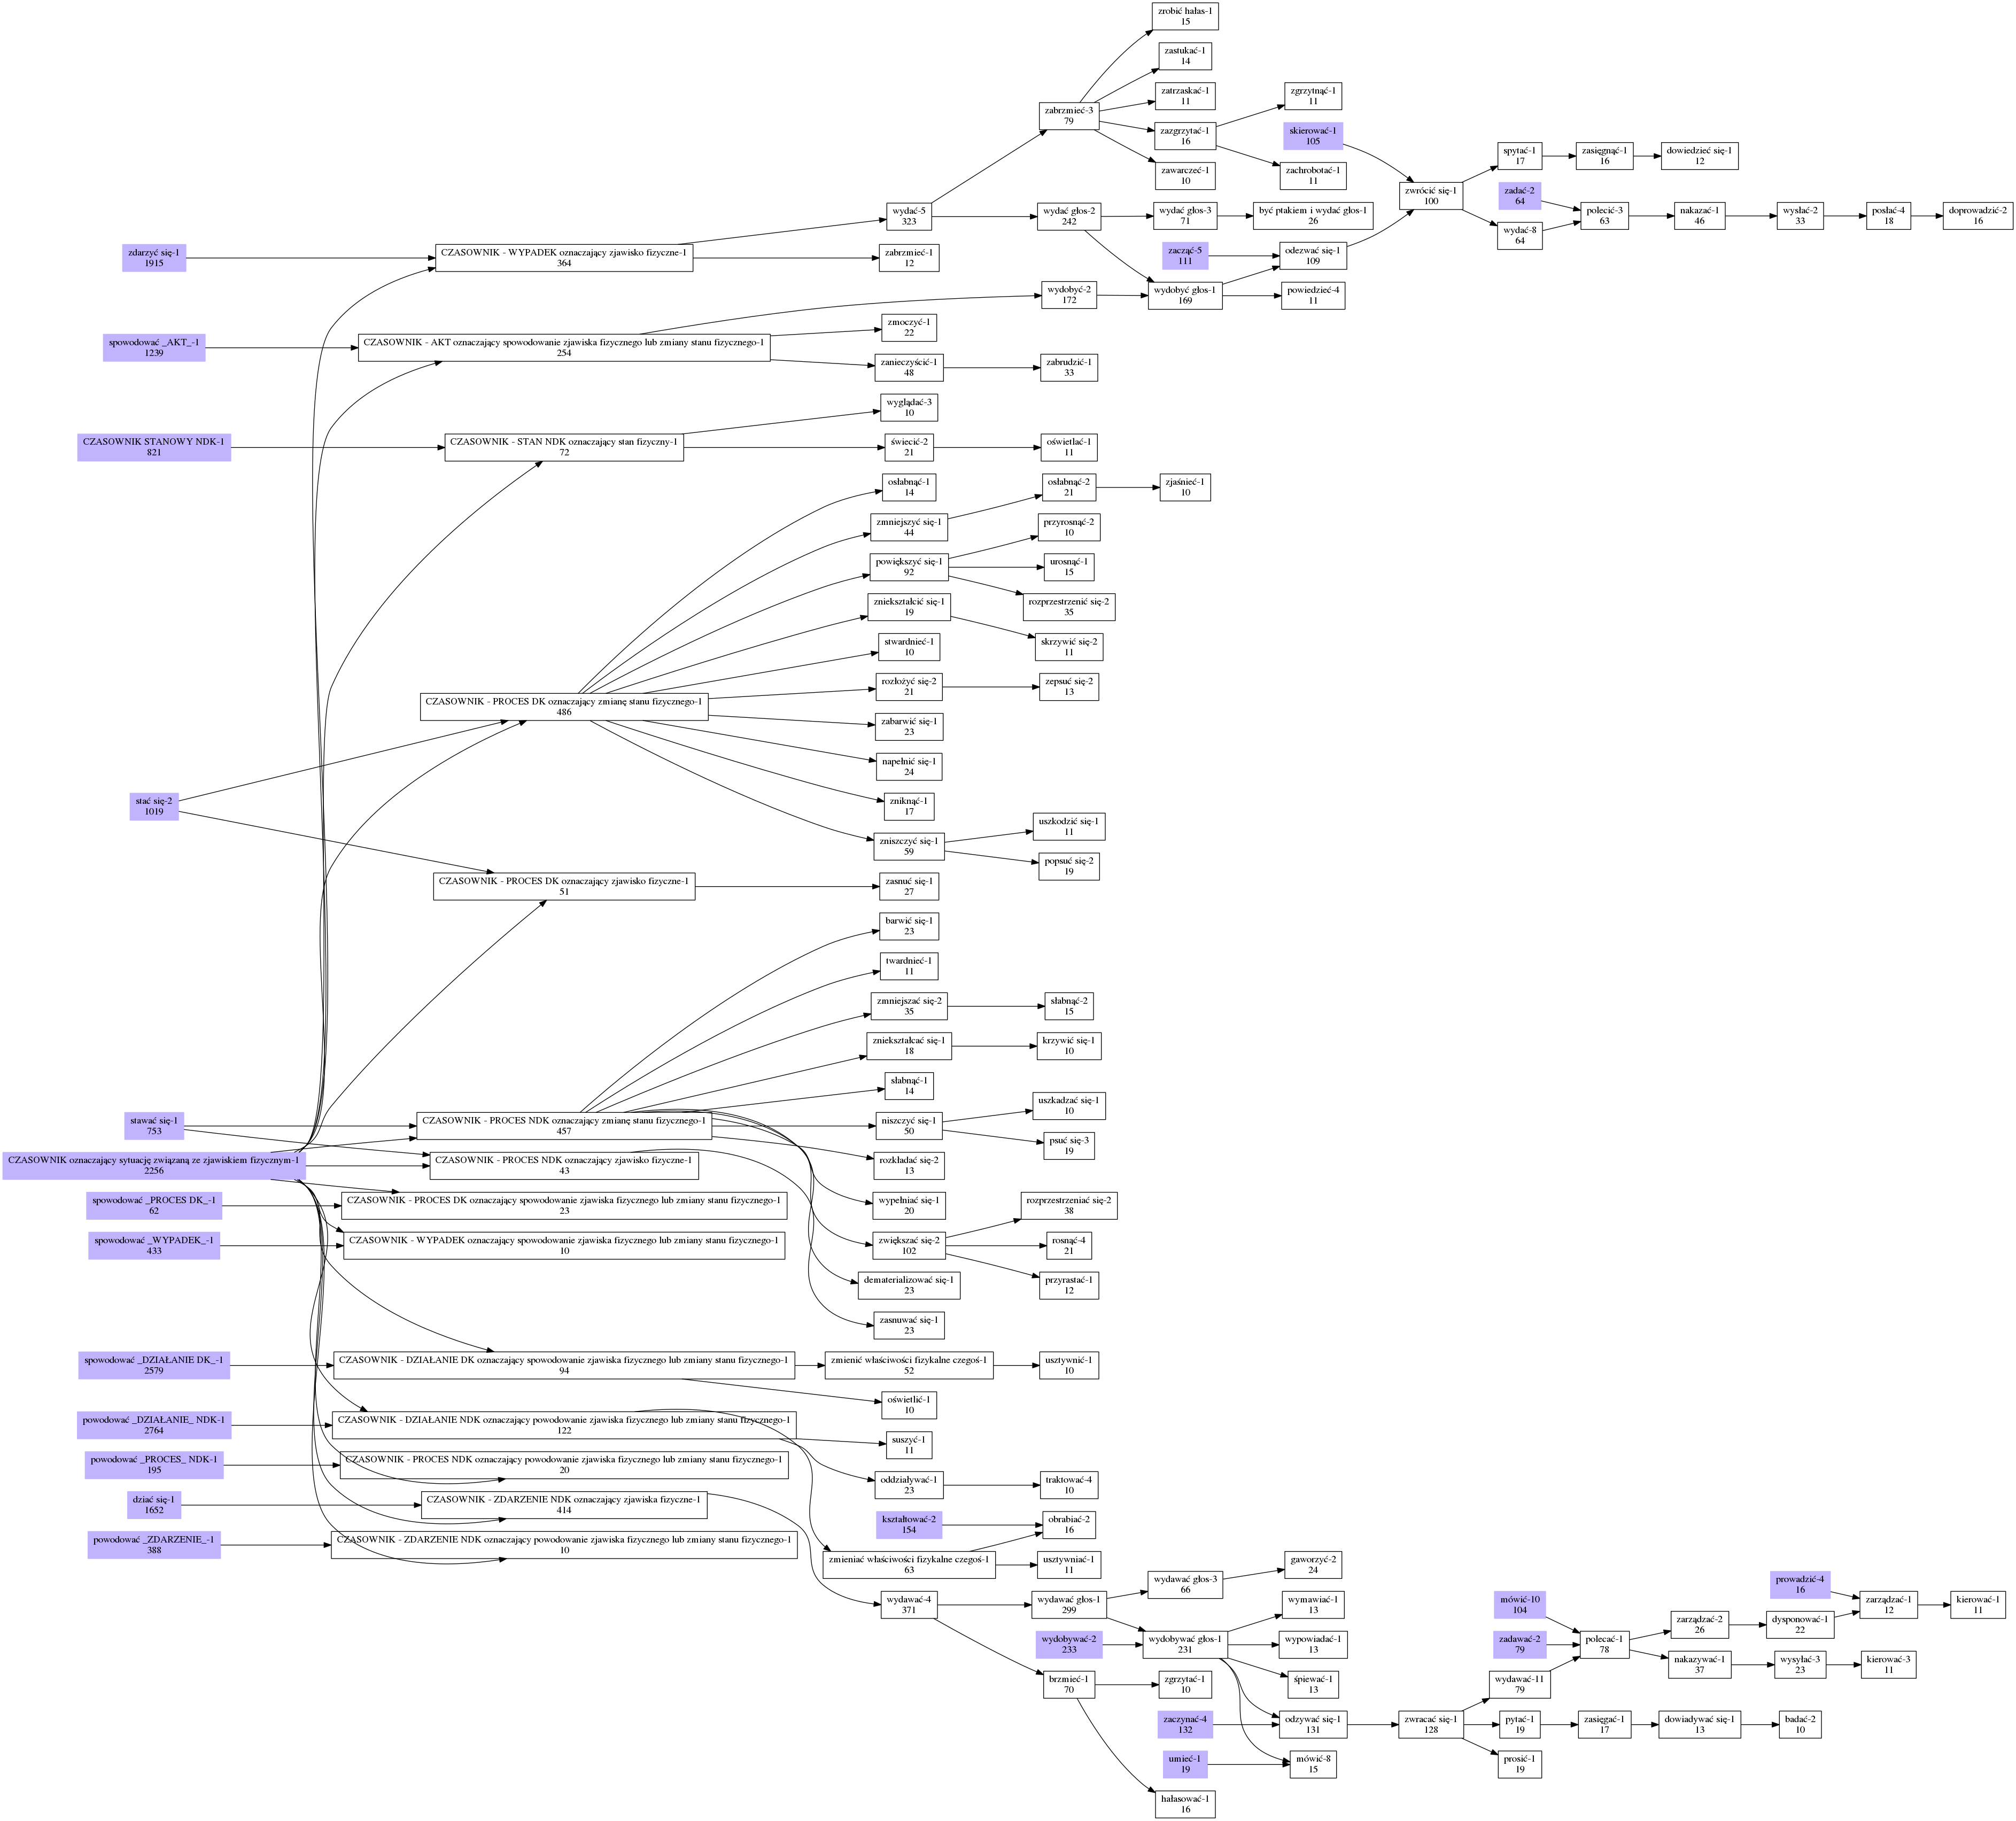 zrobić hałas-1
15
zastukać-1
14
zatrzaskać-1
11
zgrzytnąć-1
11
zabrzmieć-3
79
zazgrzytać-1
16
skierować-1
105
spytać-1
17
zasięgnąć-1
16
dowiedzieć się-1
12
zawarczeć-1
10
zachrobotać-1
11
zwrócić się-1
100
zadać-2
64
wydać-5
323
wydać głos-2
242
wydać głos-3
71
być ptakiem i wydać głos-1
26
polecić-3
63
nakazać-1
46
wysłać-2
33
posłać-4
18
doprowadzić-2
16
wydać-8
64
zdarzyć się-1
1915
CZASOWNIK - WYPADEK oznaczający zjawisko fizyczne-1
364
zabrzmieć-1
12
zacząć-5
111
odezwać się-1
109
wydobyć-2
172
wydobyć głos-1
169
powiedzieć-4
11
zmoczyć-1
22
spowodować _AKT_-1
1239
CZASOWNIK - AKT oznaczający spowodowanie zjawiska fizycznego lub zmiany stanu fizycznego-1
254
zanieczyścić-1
48
zabrudzić-1
33
wyglądać-3
10
CZASOWNIK STANOWY NDK-1
821
CZASOWNIK - STAN NDK oznaczający stan fizyczny-1
72
świecić-2
21
oświetlać-1
11
osłabnąć-1
14
osłabnąć-2
21
zjaśnieć-1
10
zmniejszyć się-1
44
przyrosnąć-2
10
powiększyć się-1
92
urosnąć-1
15
zniekształcić się-1
19
rozprzestrzenić się-2
35
stwardnieć-1
10
skrzywić się-2
11
rozłożyć się-2
21
zepsuć się-2
13
CZASOWNIK - PROCES DK oznaczający zmianę stanu fizycznego-1
486
zabarwić się-1
23
napełnić się-1
24
stać się-2
1019
zniknąć-1
17
zniszczyć się-1
59
uszkodzić się-1
11
popsuć się-2
19
CZASOWNIK - PROCES DK oznaczający zjawisko fizyczne-1
51
zasnuć się-1
27
barwić się-1
23
twardnieć-1
11
zmniejszać się-2
35
słabnąć-2
15
zniekształcać się-1
18
krzywić się-1
10
słabnąć-1
14
stawać się-1
753
CZASOWNIK - PROCES NDK oznaczający zmianę stanu fizycznego-1
457
niszczyć się-1
50
uszkadzać się-1
10
psuć się-3
19
CZASOWNIK oznaczający sytuację związaną ze zjawiskiem fizycznym-1
2256
CZASOWNIK - PROCES NDK oznaczający zjawisko fizyczne-1
43
rozkładać się-2
13
spowodować _PROCES DK_-1
62
CZASOWNIK - PROCES DK oznaczający spowodowanie zjawiska fizycznego lub zmiany stanu fizycznego-1
23
wypełniać się-1
20
rozprzestrzeniać się-2
38
spowodować _WYPADEK_-1
433
CZASOWNIK - WYPADEK oznaczający spowodowanie zjawiska fizycznego lub zmiany stanu fizycznego-1
10
zwiększać się-2
102
rosnąć-4
21
dematerializować się-1
23
przyrastać-1
12
zasnuwać się-1
23
spowodować _DZIAŁANIE DK_-1
2579
CZASOWNIK - DZIAŁANIE DK oznaczający spowodowanie zjawiska fizycznego lub zmiany stanu fizycznego-1
94
zmienić właściwości fizykalne czegoś-1
52
usztywnić-1
10
oświetlić-1
10
powodować _DZIAŁANIE_ NDK-1
2764
CZASOWNIK - DZIAŁANIE NDK oznaczający powodowanie zjawiska fizycznego lub zmiany stanu fizycznego-1
122
suszyć-1
11
powodować _PROCES_ NDK-1
195
CZASOWNIK - PROCES NDK oznaczający powodowanie zjawiska fizycznego lub zmiany stanu fizycznego-1
20
oddziaływać-1
23
traktować-4
10
dziać się-1
1652
CZASOWNIK - ZDARZENIE NDK oznaczający zjawiska fizyczne-1
414
kształtować-2
154
obrabiać-2
16
powodować _ZDARZENIE_-1
388
CZASOWNIK - ZDARZENIE NDK oznaczający powodowanie zjawiska fizycznego lub zmiany stanu fizycznego-1
10
zmieniać właściwości fizykalne czegoś-1
63
usztywniać-1
11
gaworzyć-2
24
wydawać głos-3
66
wydawać-4
371
wydawać głos-1
299
wymawiać-1
13
mówić-10
104
prowadzić-4
16
zarządzać-1
12
kierować-1
11
zarządzać-2
26
dysponować-1
22
wydobywać-2
233
wydobywać głos-1
231
wypowiadać-1
13
zadawać-2
79
polecać-1
78
nakazywać-1
37
wysyłać-3
23
kierować-3
11
brzmieć-1
70
zgrzytać-1
10
śpiewać-1
13
wydawać-11
79
zaczynać-4
132
odzywać się-1
131
zwracać się-1
128
pytać-1
19
zasięgać-1
17
dowiadywać się-1
13
badać-2
10
umieć-1
19
mówić-8
15
prosić-1
19
hałasować-1
16